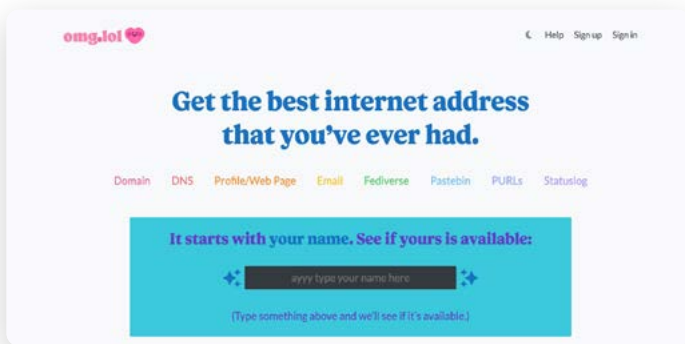 omg.lol
Help Sign up Sign in
Get the best internet address
that you've ever had.
Domain DNS Profile/Web Page Email Fediverse Pastebin PURLs Statuslog
It starts with your name. See if yours is available:
ayyy type your name here
(Type something above and we'll see if it's available.)